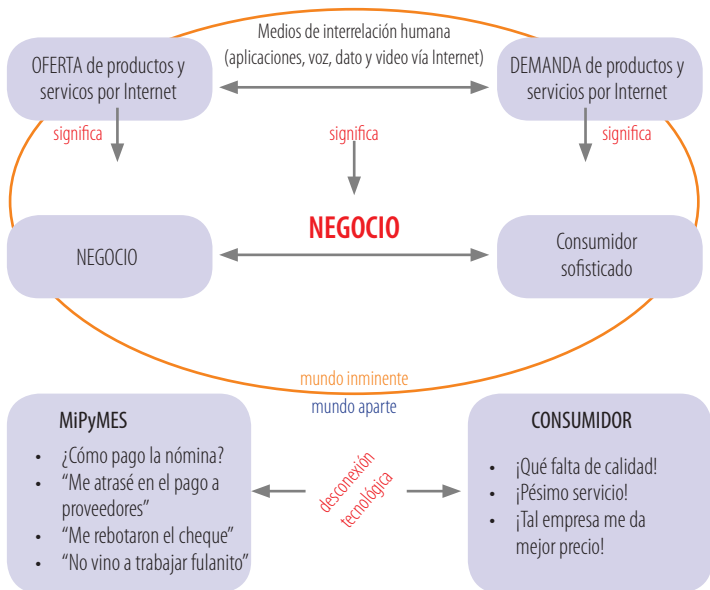 Medios de interrelación humana
(aplicaciones, voz, dato y video vía Internet)
OFERTA de productos y
servicos por Internet
DEMANDA de productos y
servicios por Internet
significa
significa
significa
NEGOCIO
NEGOCIO
Consumidor
sofisticado
mundo inminente
mundo aparte
MiPyMES
• ¿Cómo pago la nómina?
• “Me atrasé en el pago a
proveedores”
• “Me rebotaron el cheque”
• “No vino a trabajar fulanito”
desconexión
tecnológica
CONSUMIDOR
• ¡Qué falta de calidad!
• ¡Pésimo servicio!
• ¡Tal empresa me da
mejor precio!